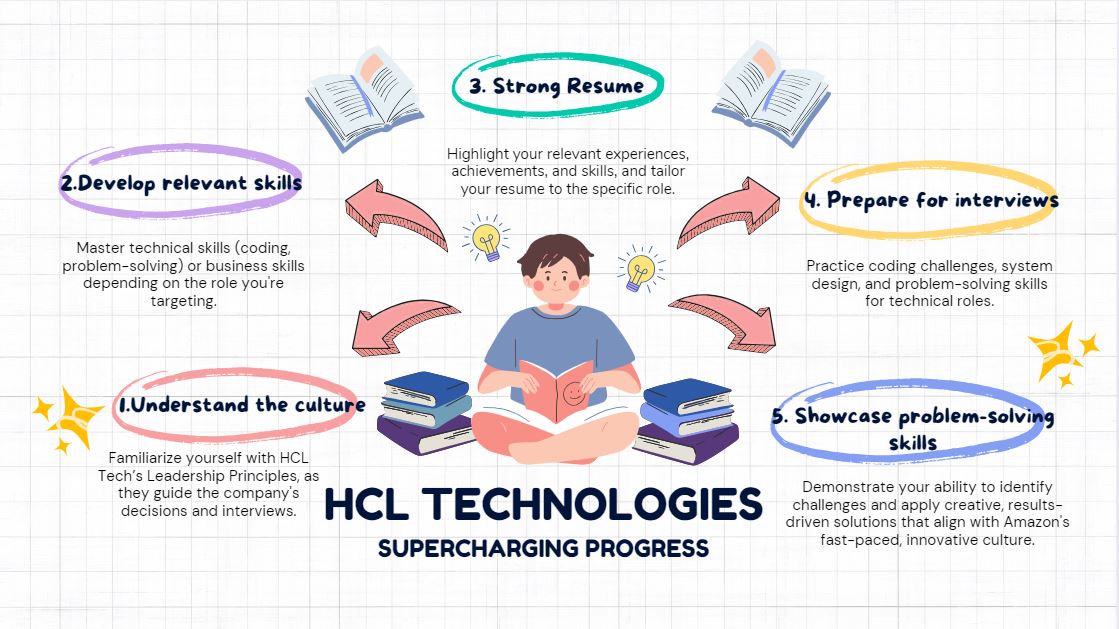 3. Strong Resume
Highlight your relevant experiences,
achievements, and skills, and tailor
your resume to the specific role.
2.Develop relevant skills
Master technical skills (coding,
problem-solving) or business skills
depending on the role you're
targeting.
4. Prepare for interviews
Practice coding challenges, system
design, and problem-solving skills
for technical roles.
1.Understand the culture
Familiarize yourself with HCL
Tech's Leadership Principles, as
they guide the company's
decisions and interviews.
5. Showcase problem-solving
skills
Demonstrate your ability to identify
challenges and apply creative, results-
driven solutions that align with Amazon's
fast-paced, innovative culture.
HCL TECHNOLOGIES
SUPERCHARGING PROGRESS